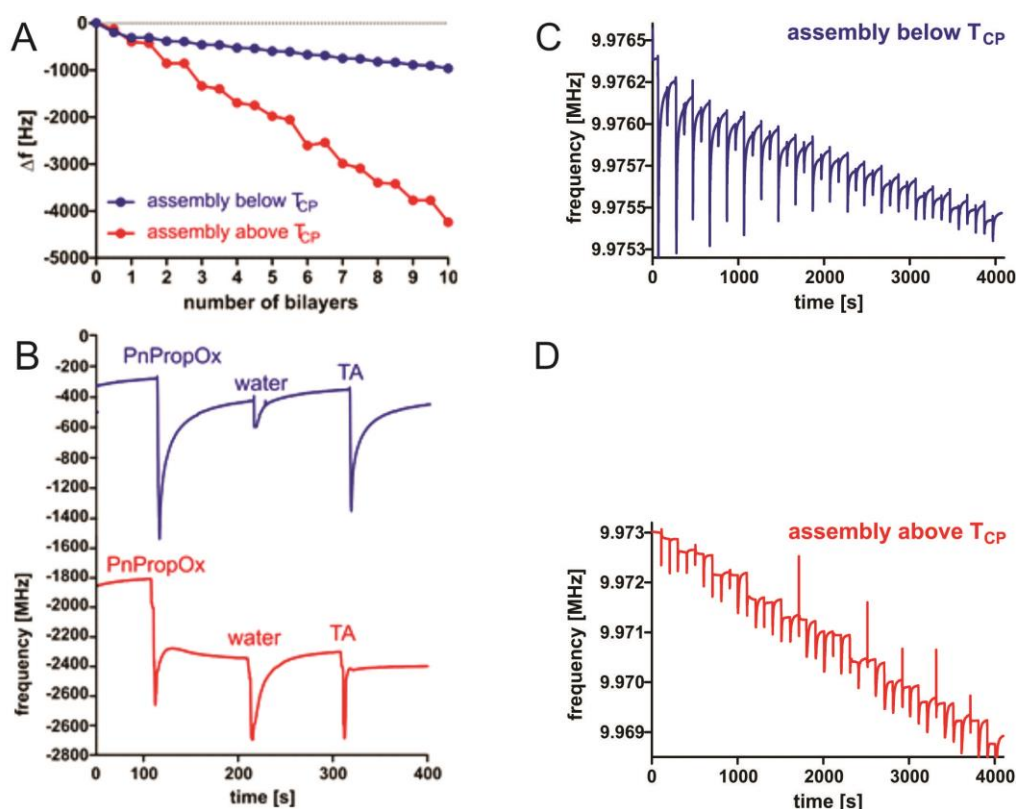 A
0
-1000
-2000
-3000
-4000
-5000
Δf [Hz]
assembly below TCP
assembly above TCP
0 1 2 3 4 5 6 7 8 9 10
number of bilayers
B
0
-200
-400
-600
-800
-1000
-1200
-1400
-1600
-1800
-2000
-2200
-2400
-2600
-2800
frequency [MHz]
PnPropOx
water
TA
PnPropOx
water
TA
0 100 200 300 400
time [s]
C
assembly below TCP
9.9765
9.9762
9.9760
9.9757
9.9755
9.9753
frequency [MHz]
0 1000 2000 3000 4000
time [s]
D
assembly above TCP
9.973
9.972
9.971
9.970
9.969
frequency [MHz]
0 1000 2000 3000 4000
time [s]